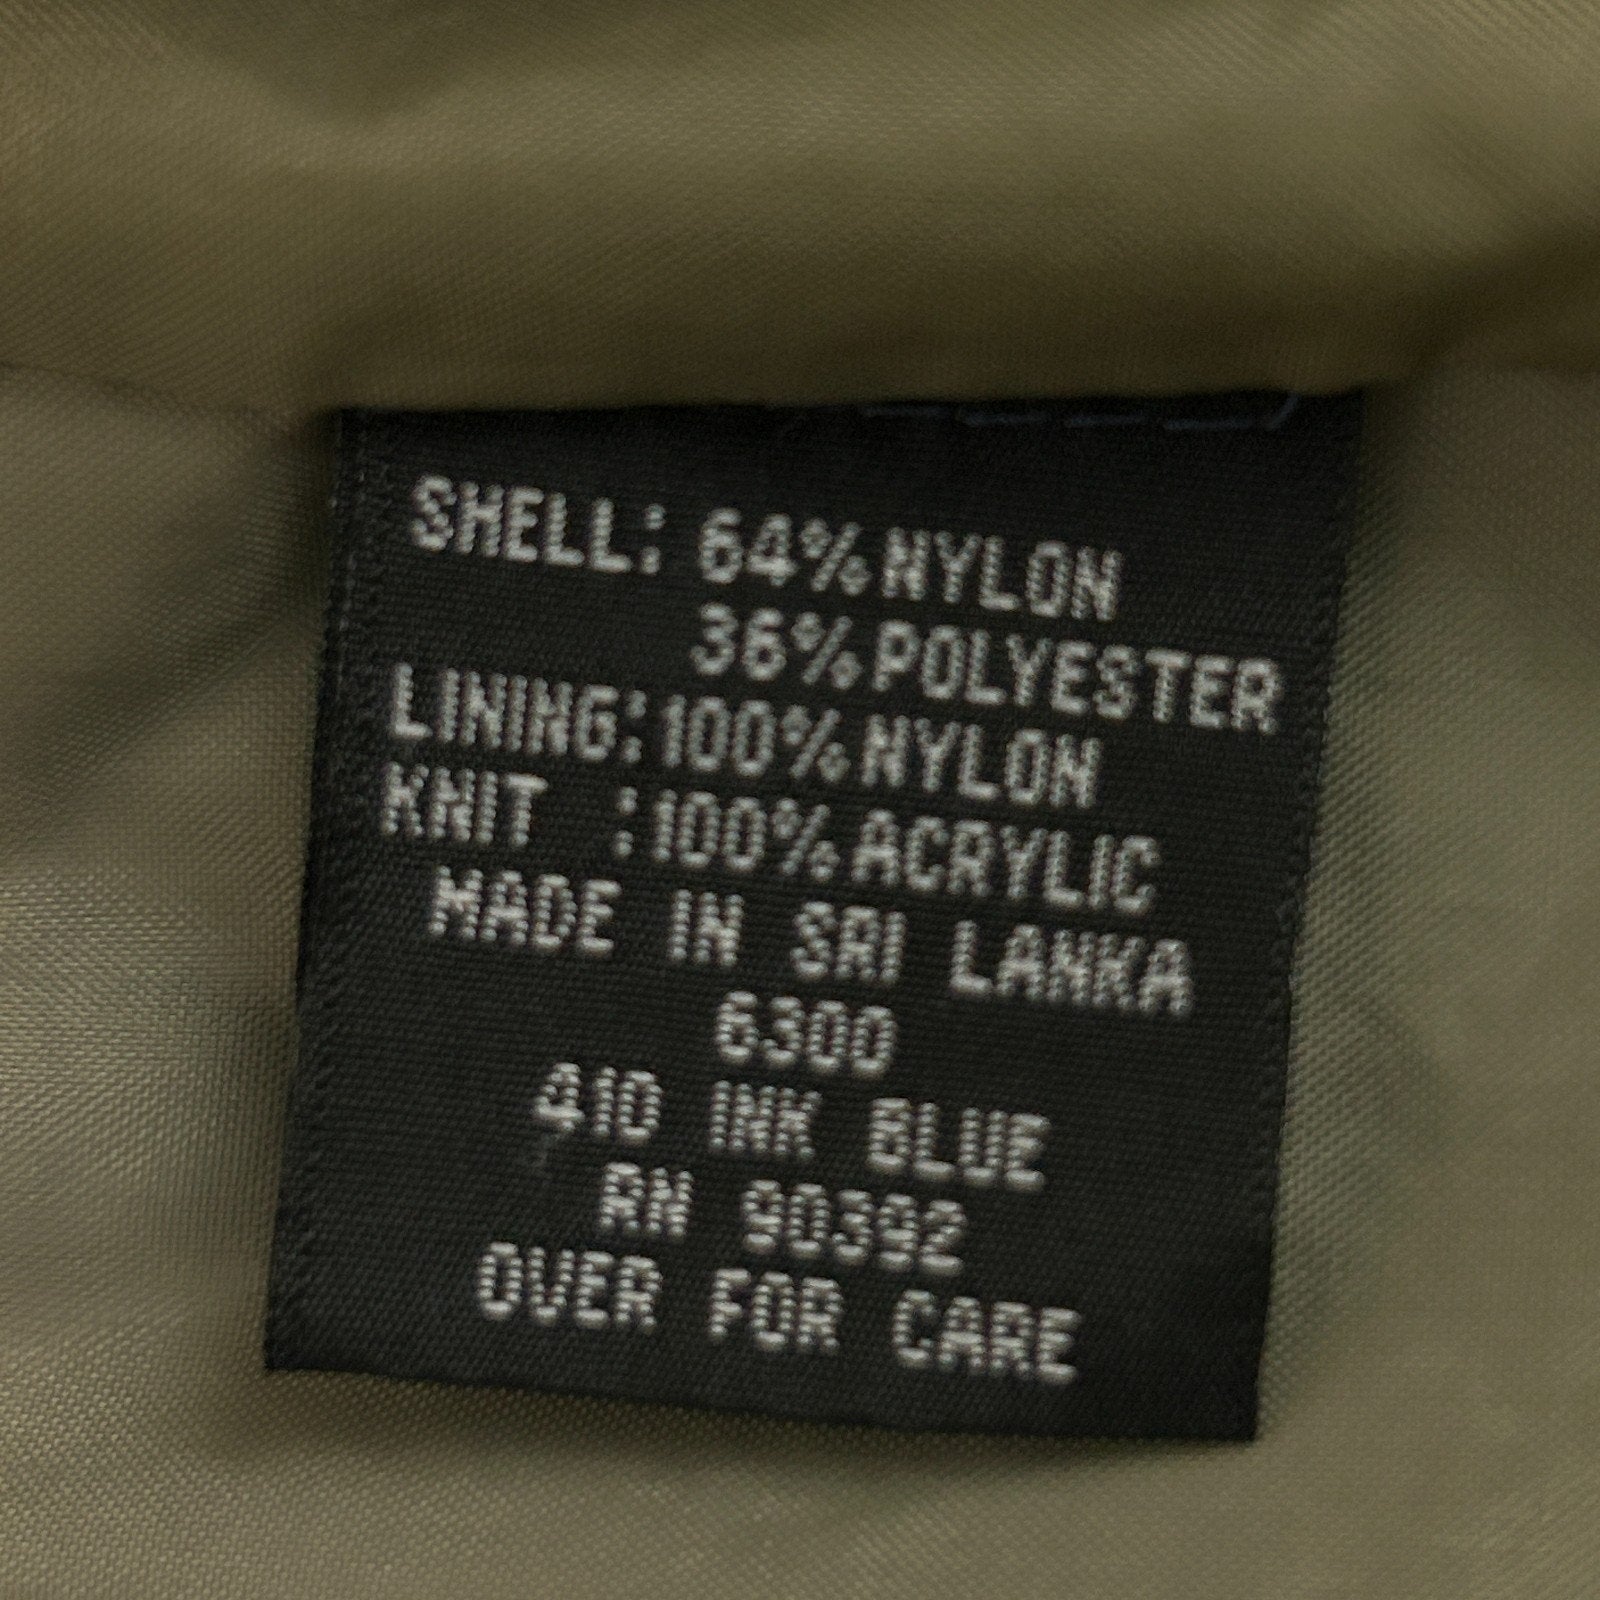 SHELL: 64% NYLON
36% POLYESTER
LINING: 100% NYLON
KNIT : 100% ACRYLIC
MADE IN SRI LANKA
6300
410 INK BLUE
RN 90392
OVER FOR CARE